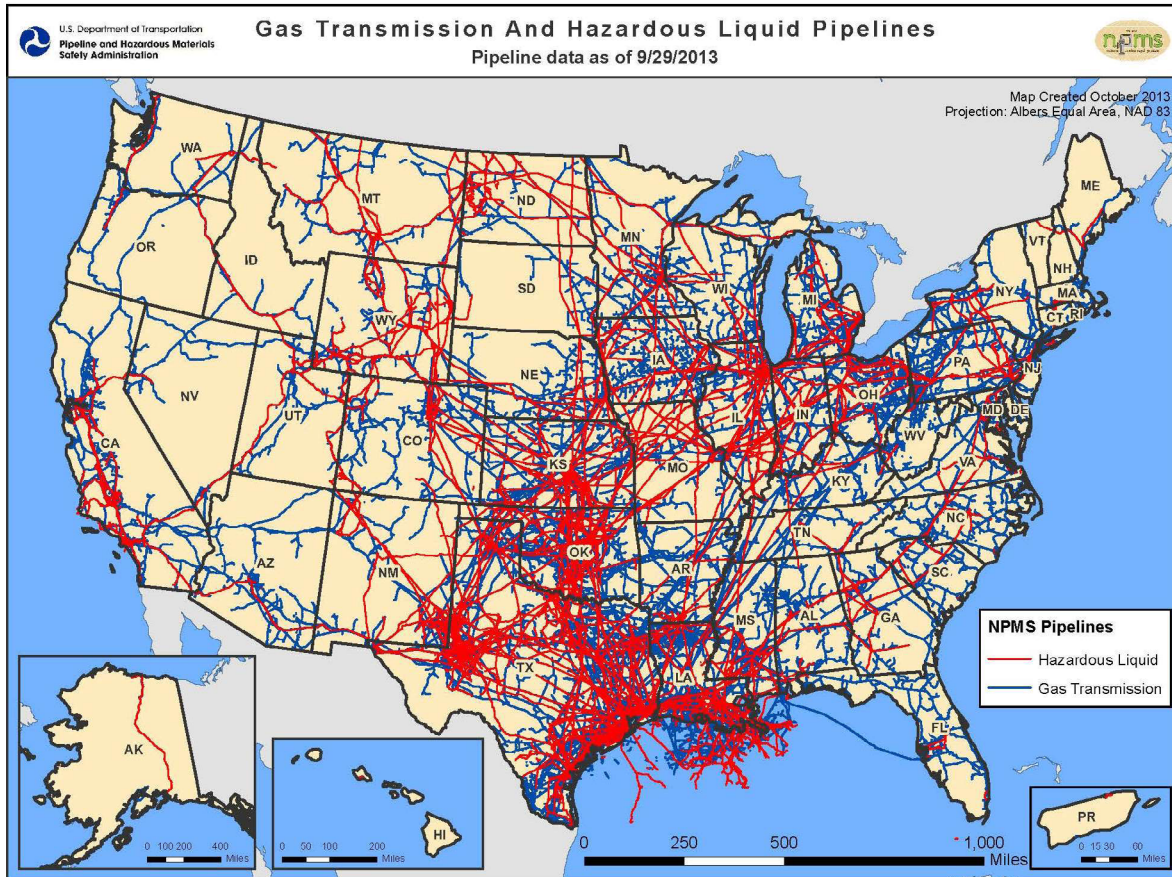 U.S. Department of Transportation
Pipeline and Hazardous Materials
Safety Administration
Gas Transmission And Hazardous Liquid Pipelines
Pipeline data as of 9/29/2013
npms
Map Created October 2013
Projection: Albers Equal Area, NAD 83
WA
MT
ND
MN
ME
OR
ID
SD
WI
MI
VT
NH
NY
MA
CT
RI
WY
IA
NE
PA
NJ
NV
UT
CO
IL
IN
OH
MD
DE
CA
KS
MO
WV
VA
KY
AZ
NM
OK
AR
TN
NC
SC
MS
AL
GA
TX
LA
FL
NPMS Pipelines
Hazardous Liquid
Gas Transmission
AK
0 100 200 400
Miles
HI
0 50 100 200
Miles
0 250 500 1,000
Miles
PR
0 15 30 60
Miles